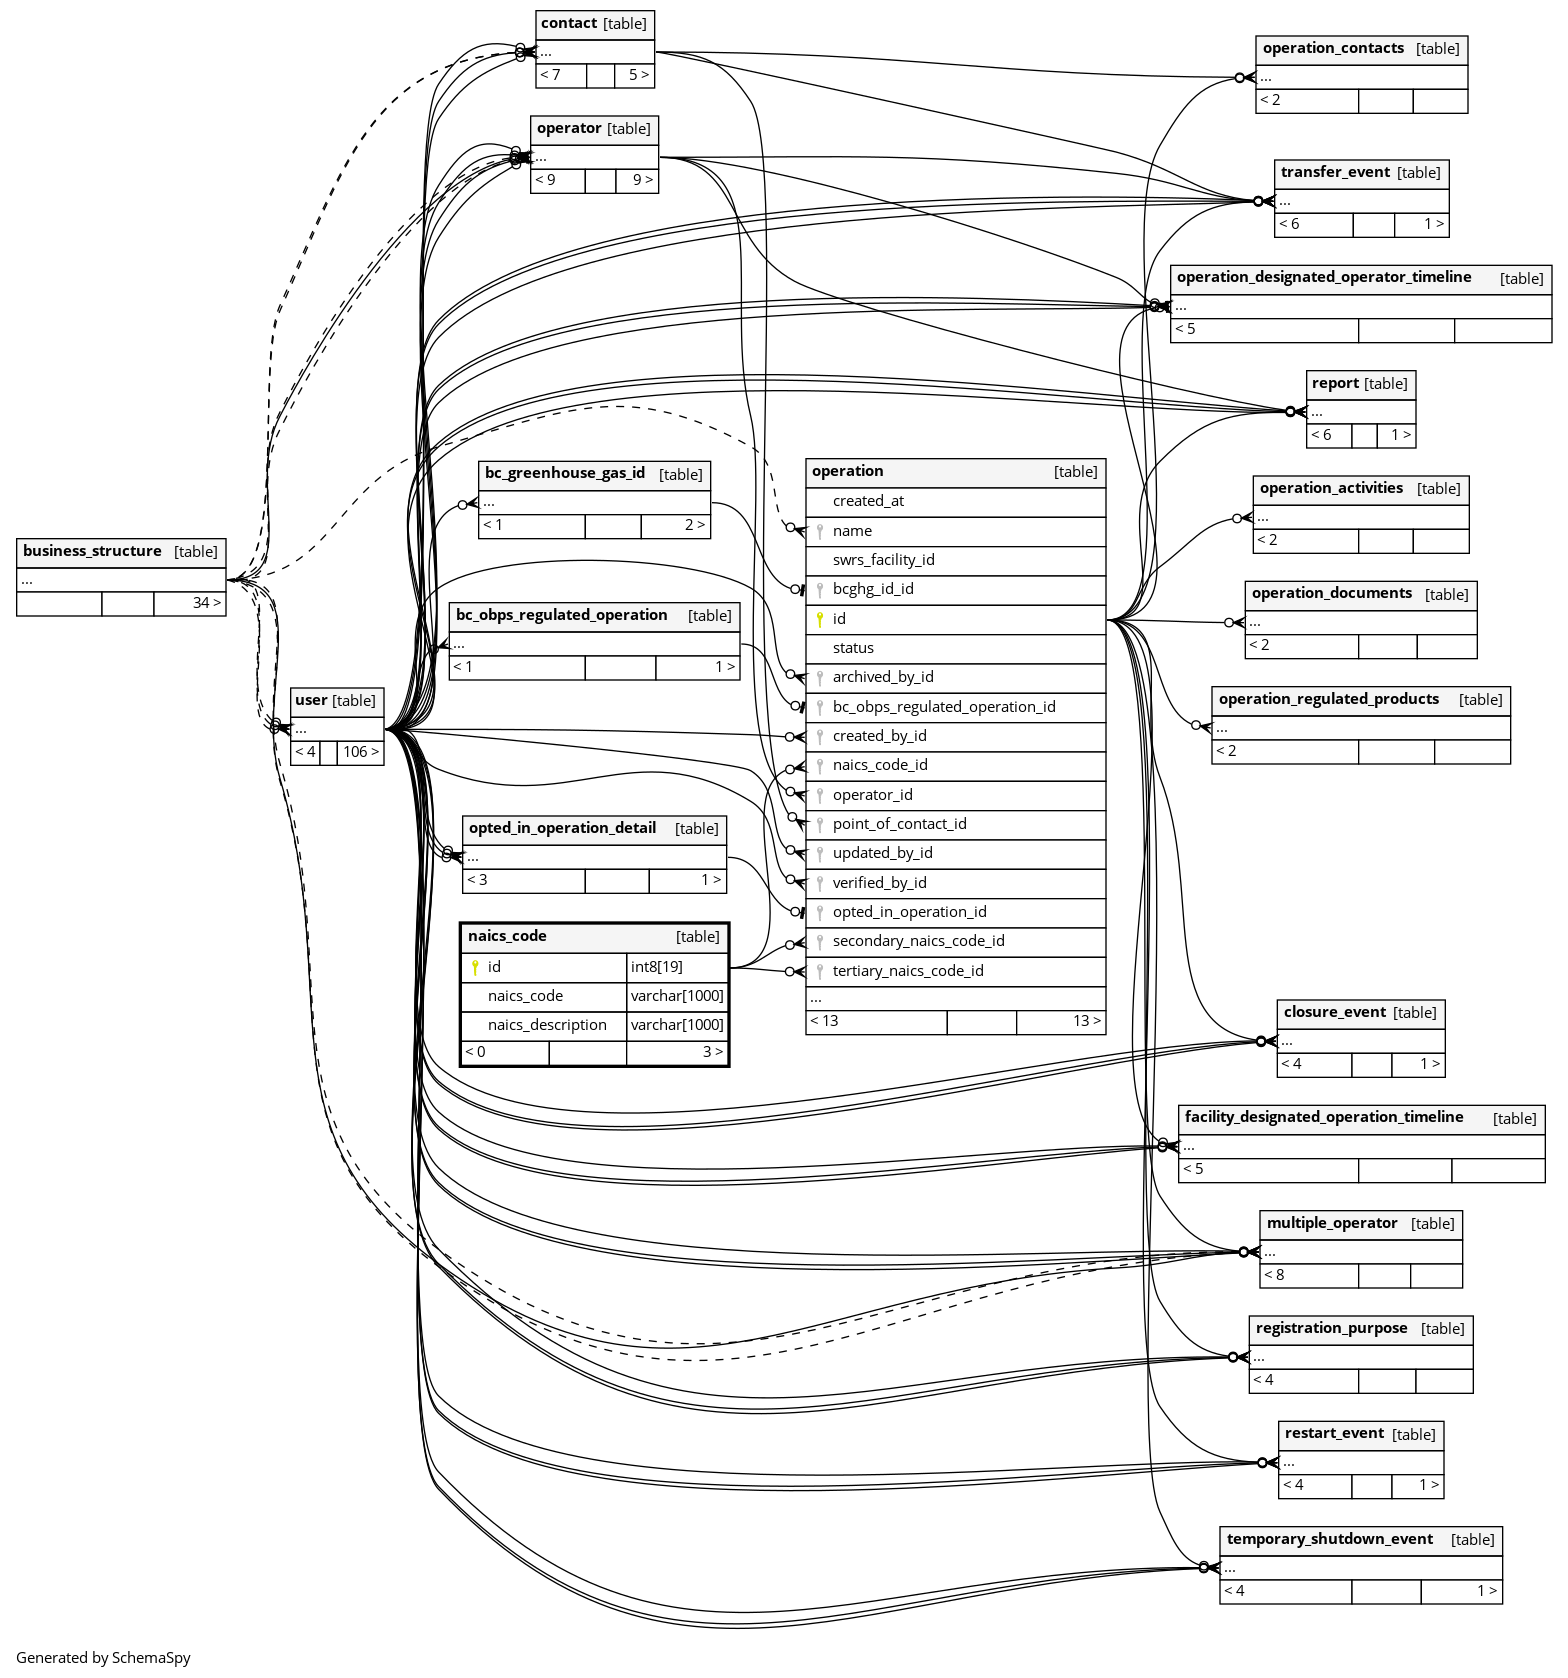 contact [table]
...
< 7 5 >
operator [table]
...
< 9 9 >
business_structure [table]
...
34 >
user [table]
...
< 4 106 >
bc_greenhouse_gas_id [table]
...
< 1 2 >
bc_obps_regulated_operation [table]
...
< 1 1 >
opted_in_operation_detail [table]
...
< 3 1 >
naics_code [table]
id int8[19]
naics_code varchar[1000]
naics_description varchar[1000]
< 0 3 >
operation [table]
created_at
name
swrs_facility_id
bcghg_id_id
id
status
archived_by_id
bc_obps_regulated_operation_id
created_by_id
naics_code_id
operator_id
point_of_contact_id
updated_by_id
verified_by_id
opted_in_operation_id
secondary_naics_code_id
tertiary_naics_code_id
...
< 13 13 >
operation_contacts [table]
...
< 2
transfer_event [table]
...
< 6 1 >
operation_designated_operator_timeline [table]
...
< 5
report [table]
...
< 6 1 >
operation_activities [table]
...
< 2
operation_documents [table]
...
< 2
operation_regulated_products [table]
...
< 2
closure_event [table]
...
< 4 1 >
facility_designated_operation_timeline [table]
...
< 5
multiple_operator [table]
...
< 8
registration_purpose [table]
...
< 4
restart_event [table]
...
< 4 1 >
temporary_shutdown_event [table]
...
< 4 1 >
Generated by SchemaSpy